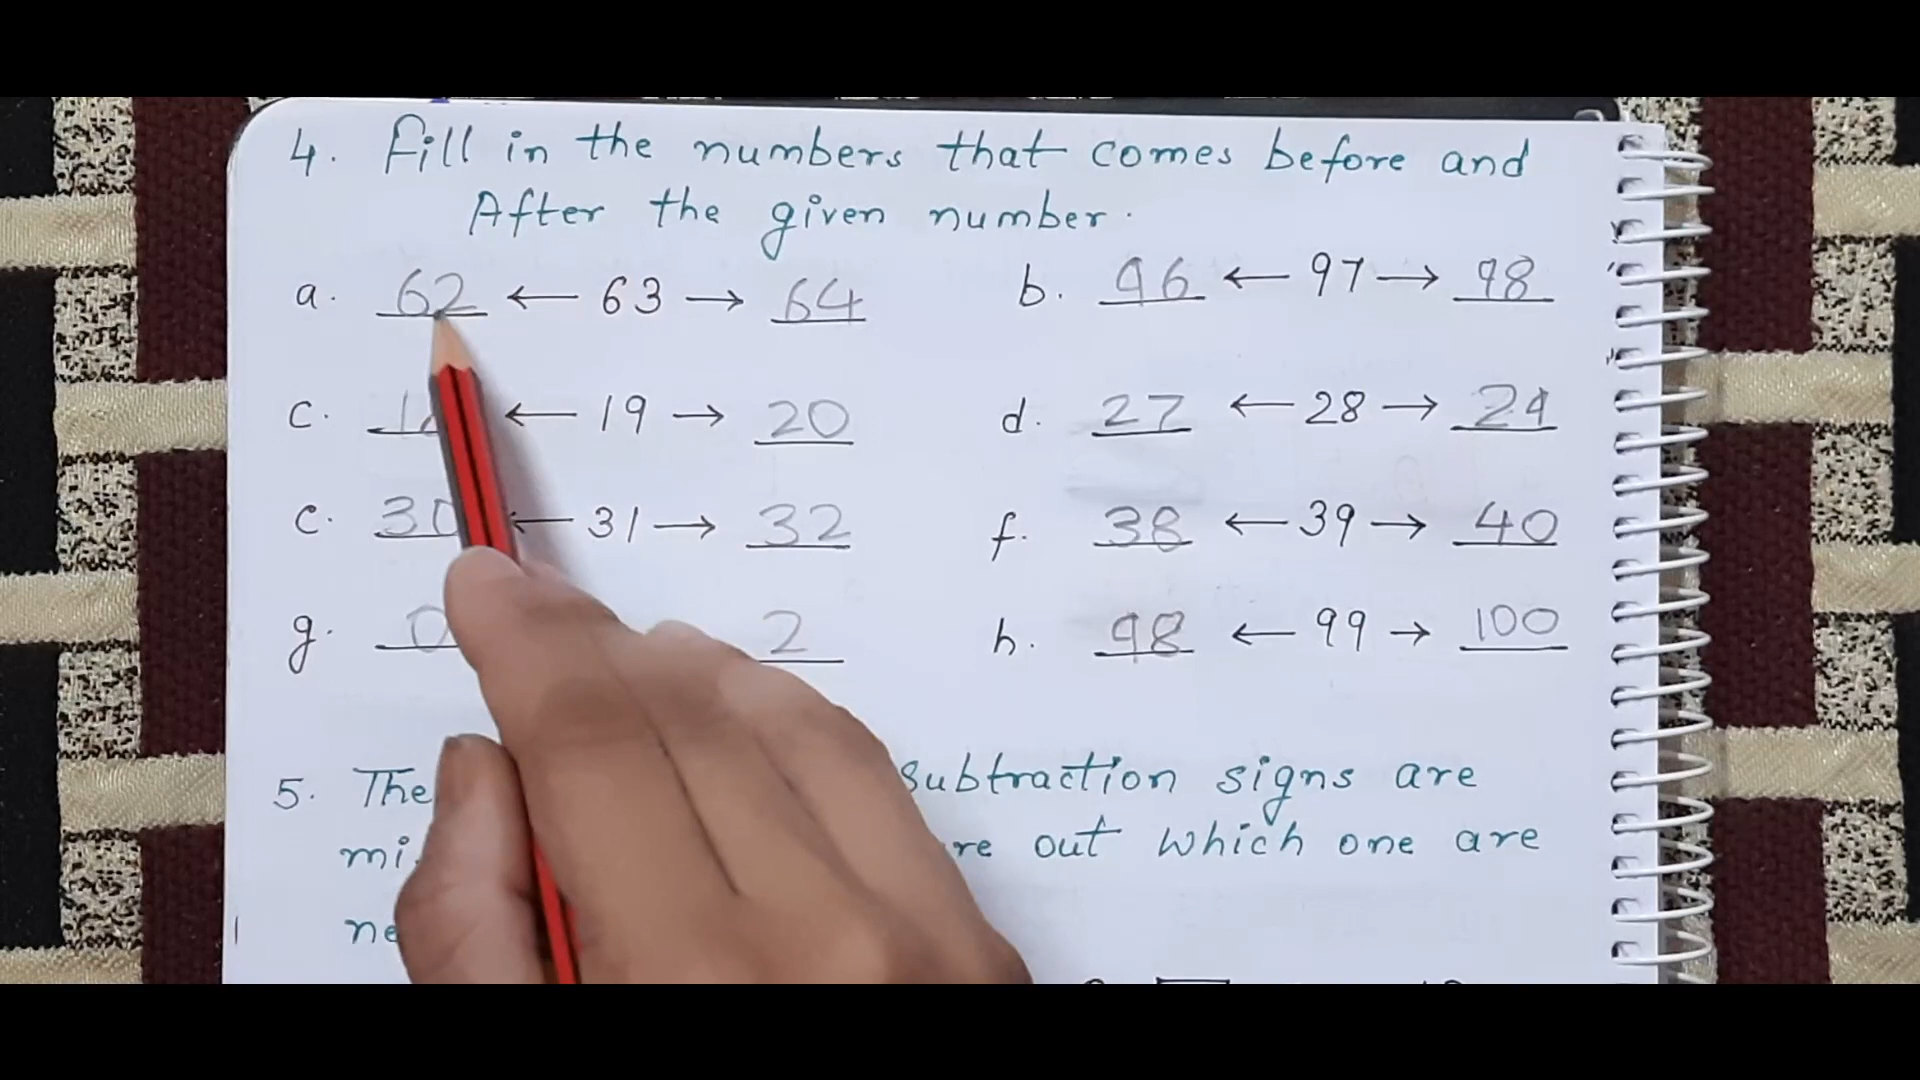 4. Fill in the numbers that comes before and
After the given number.
a. 62 ← 63 → 64 b. 96 ← 97 → 98
c. ← 19 → 20 d. 27 ← 28 → 29
c. 30 ← 31 → 32 f. 38 ← 39 → 40
g. 0 2 h. 98 ← 99 → 100
5. The subtraction signs are
out which one are